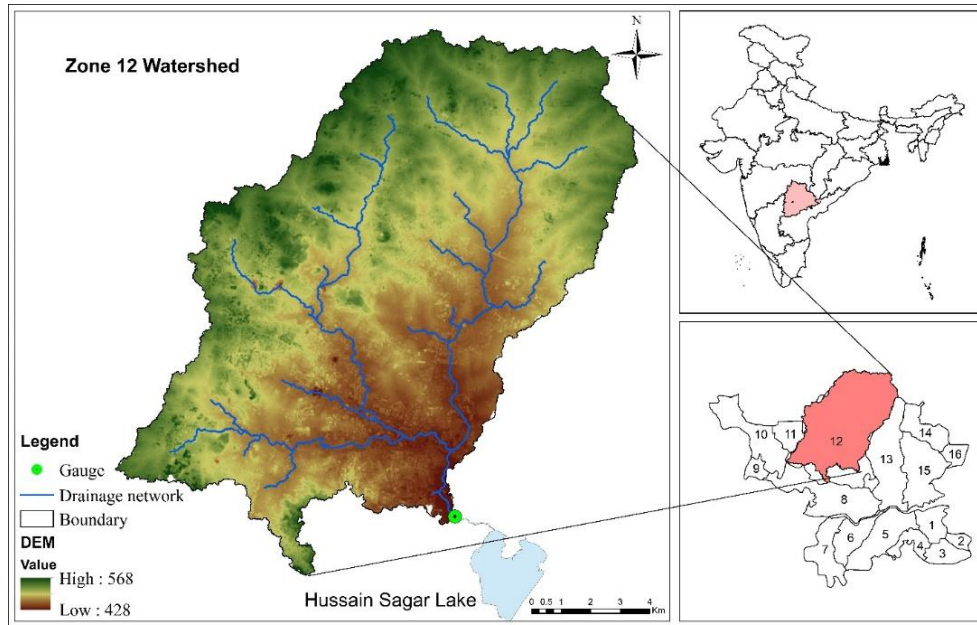 Zone 12 Watershed
N
Legend
Gauge
Drainage network
Boundary
DEM
Value
High : 568
Low : 428
Hussain Sagar Lake
0 0.5 1 2 3 4
Km
10
11
12
9
13
14
16
15
8
7
6
5
4
1
2
3